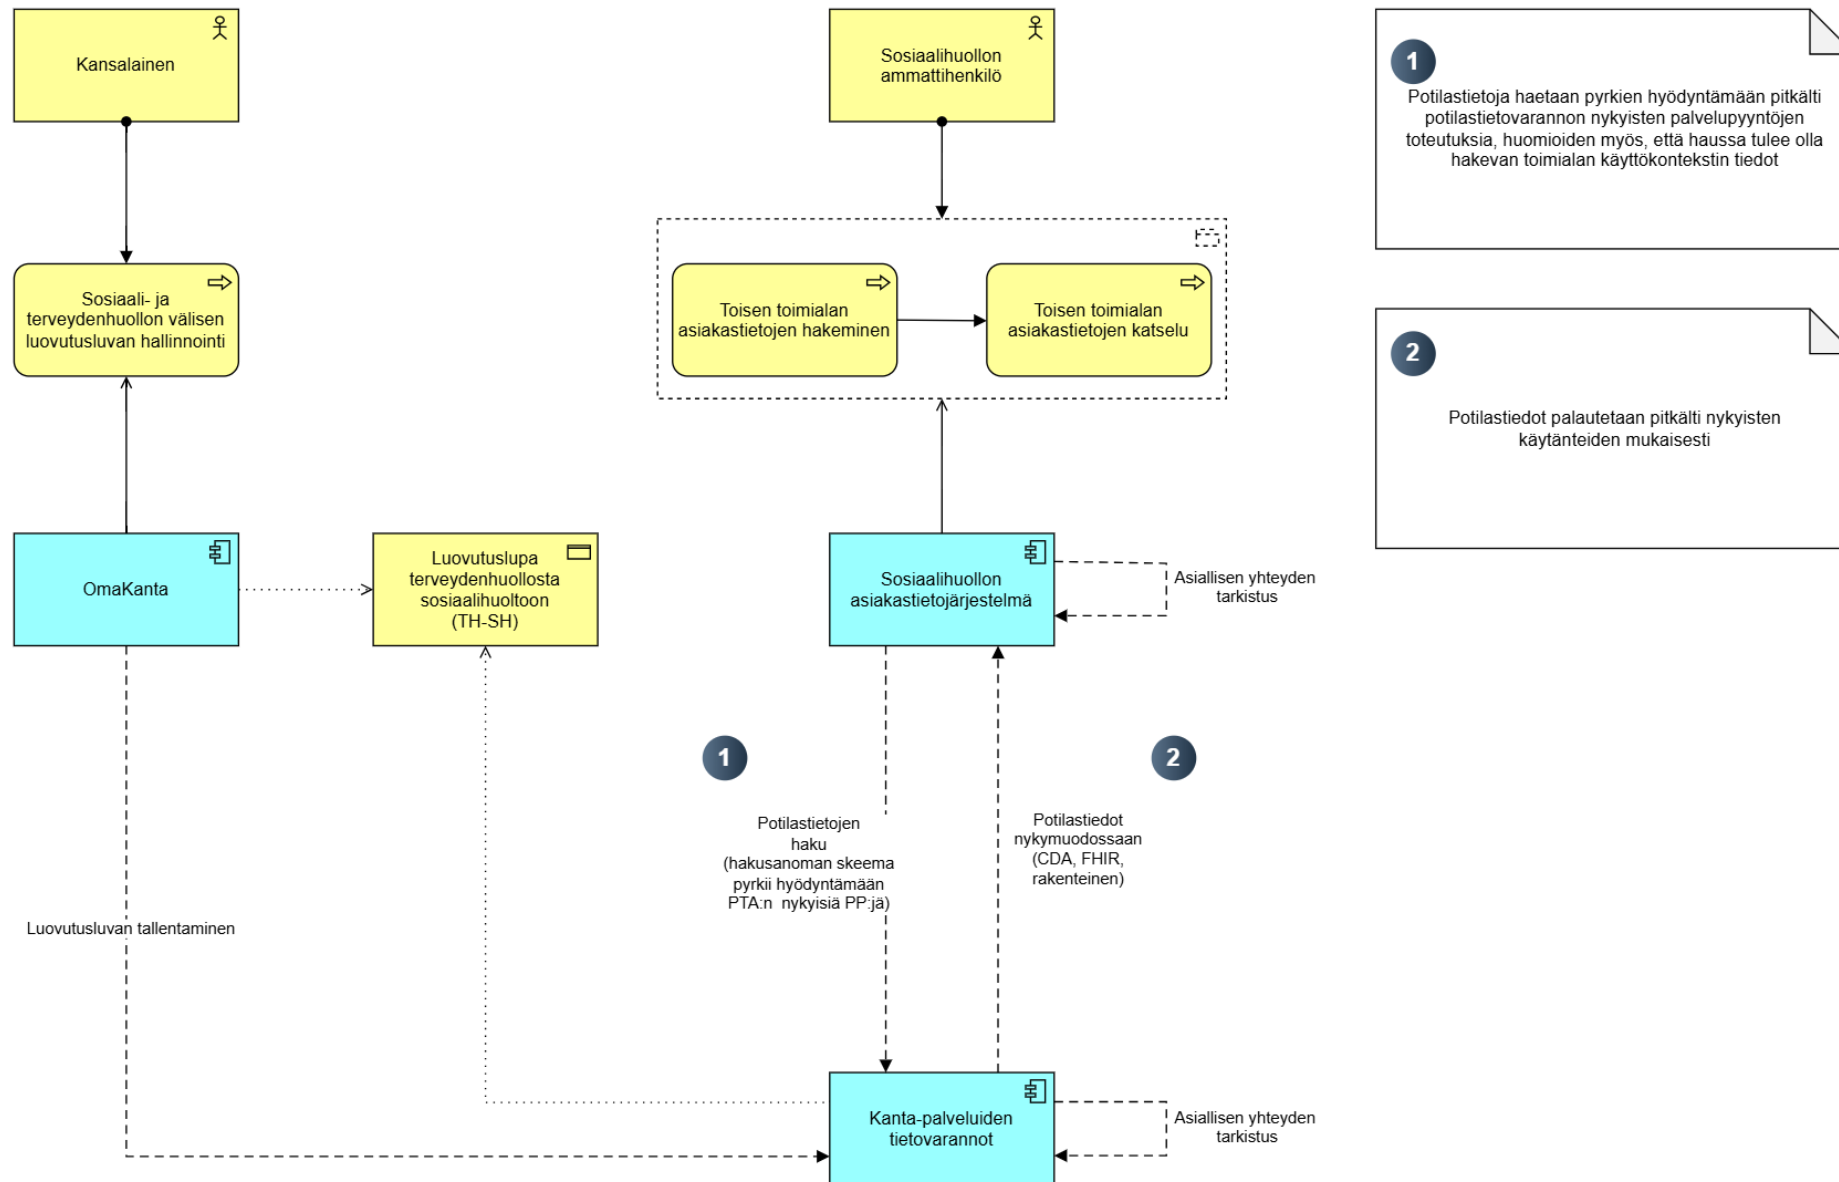 Kansalainen
Sosiaalihuollon
ammattihenkilö
1
Potilastietoja haetaan pyrkien hyödyntämään pitkälti
potilastietovarannon nykyisten palvelupyyntöjen
toteutuksia, huomioiden myös, että haussa tulee olla
hakevan toimialan käyttökontekstin tiedot
Sosiaali- ja
terveydenhuollon välisen
luovutusluvan hallinnointi
Toisen toimialan
asiakastietojen hakeminen
Toisen toimialan
asiakastietojen katselu
2
Potilastiedot palautetaan pitkälti nykyisten
käytänteiden mukaisesti
OmaKanta
Luovutuslupa
terveydenhuollosta
sosiaalihuoltoon
(TH-SH)
Sosiaalihuollon
asiakastietojärjestelmä
Asiallisen yhteyden
tarkistus
1
2
Potilastietojen
haku
(hakusanoman skeema
pyrkii hyödyntämään
PTA:n nykyisiä PP:jä)
Potilastiedot
nykymuodossaan
(CDA, FHIR,
rakenteinen)
Luovutusluvan tallentaminen
Kanta-palveluiden
tietovarannot
Asiallisen yhteyden
tarkistus